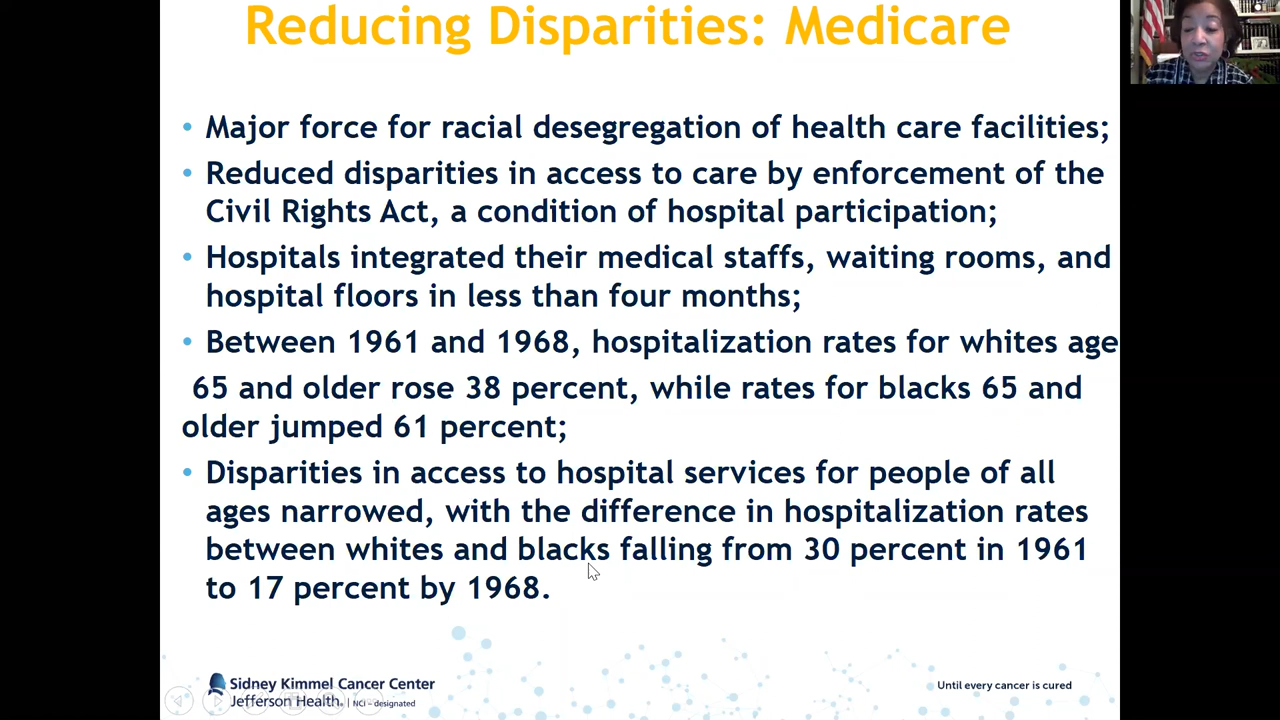 Reducing Disparities: Medicare
• Major force for racial desegregation of health care facilities;
• Reduced disparities in access to care by enforcement of the
Civil Rights Act, a condition of hospital participation;
• Hospitals integrated their medical staffs, waiting rooms, and
hospital floors in less than four months;
• Between 1961 and 1968, hospitalization rates for whites age
65 and older rose 38 percent, while rates for blacks 65 and
older jumped 61 percent;
• Disparities in access to hospital services for people of all
ages narrowed, with the difference in hospitalization rates
between whites and blacks falling from 30 percent in 1961
to 17 percent by 1968.
Sidney Kimmel Cancer Center
Jefferson Health. | NCI – designated
Until every cancer is cured